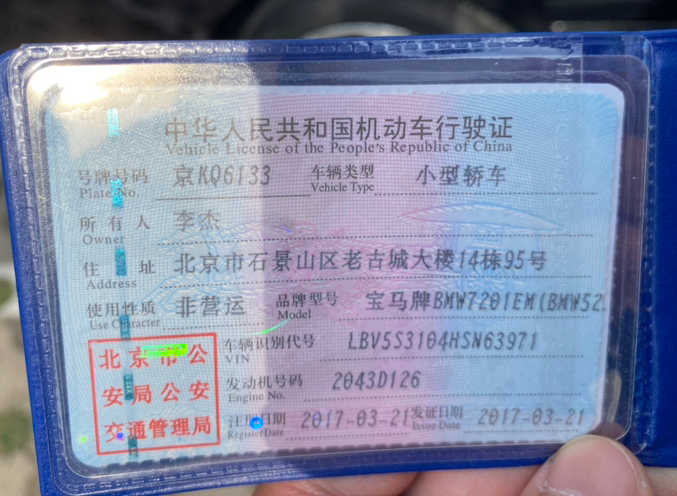 中华人民共和国机动车行驶证
Vehicle License of the People's Republic of China
号牌号码 京KQ6133 车辆类型 小型轿车
Plate No. Vehicle Type
所有人 李杰
Owner
住址 北京市石景山区老古城大楼14栋95号
Address
使用性质 非营运 品牌型号 宝马牌BMW7201EM(BMW52
Use Character Model
车辆识别代号 LBV5S3104HSN63971
VIN
发动机号码 2043D126
Engine No.
注册日期 2017-03-21 发证日期 2017-03-21
Register Date Issue Date
北京市公
安局公安
交通管理局